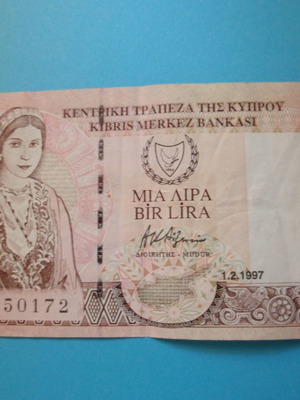 ΚΕΝΤΡΙΚΗ ΤΡΑΠΕΖΑ ΤΗΣ ΚΥΠΡΟΥ
KIBRIS MERKEZ BANKASI
ΜΙΑ ΛΙΡΑ
BİR LİRA
ΔΙΟΙΚΗΤΗΣ - MÜDÜR
1.2.1997
50172